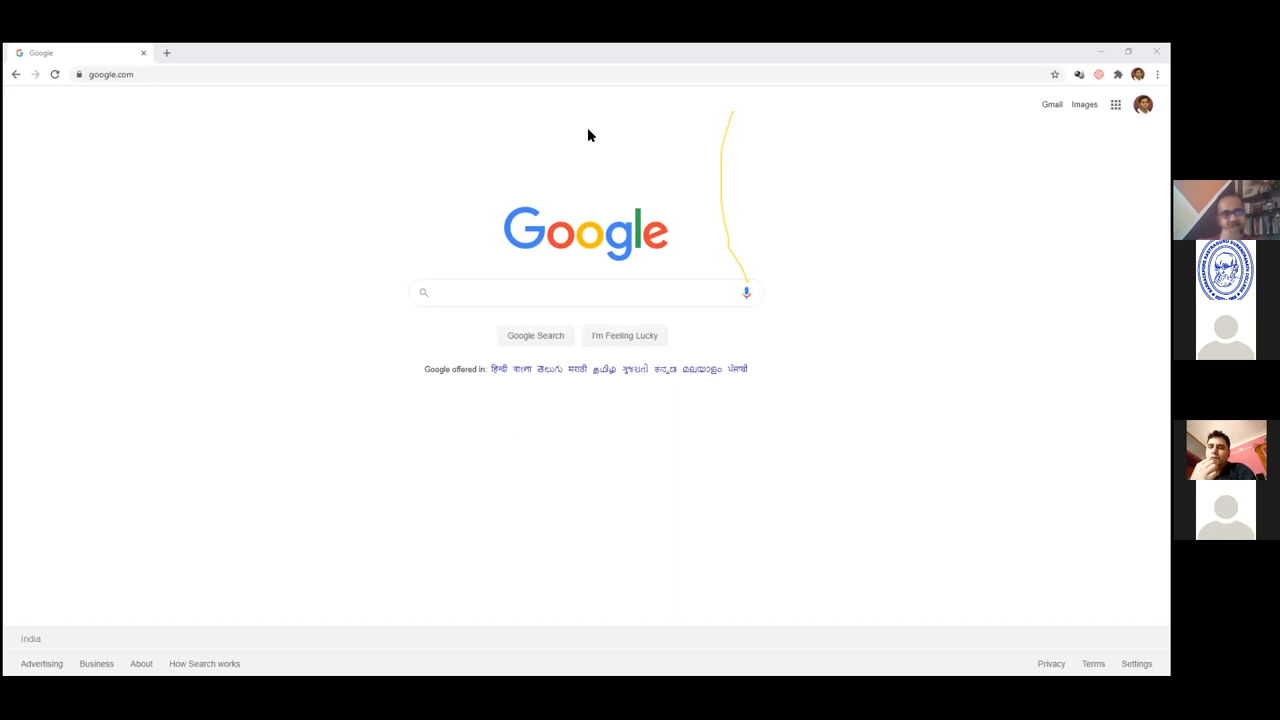 Google
google.com
Gmail Images
Google
Google Search I'm Feeling Lucky
Google offered in: हिन्दी বাংলা తెలుగు मराठी தமிழ் ગુજરાતી ಕನ್ನಡ മലയാളം ਪੰਜਾਬੀ
India
Advertising Business About How Search works
Privacy Terms Settings